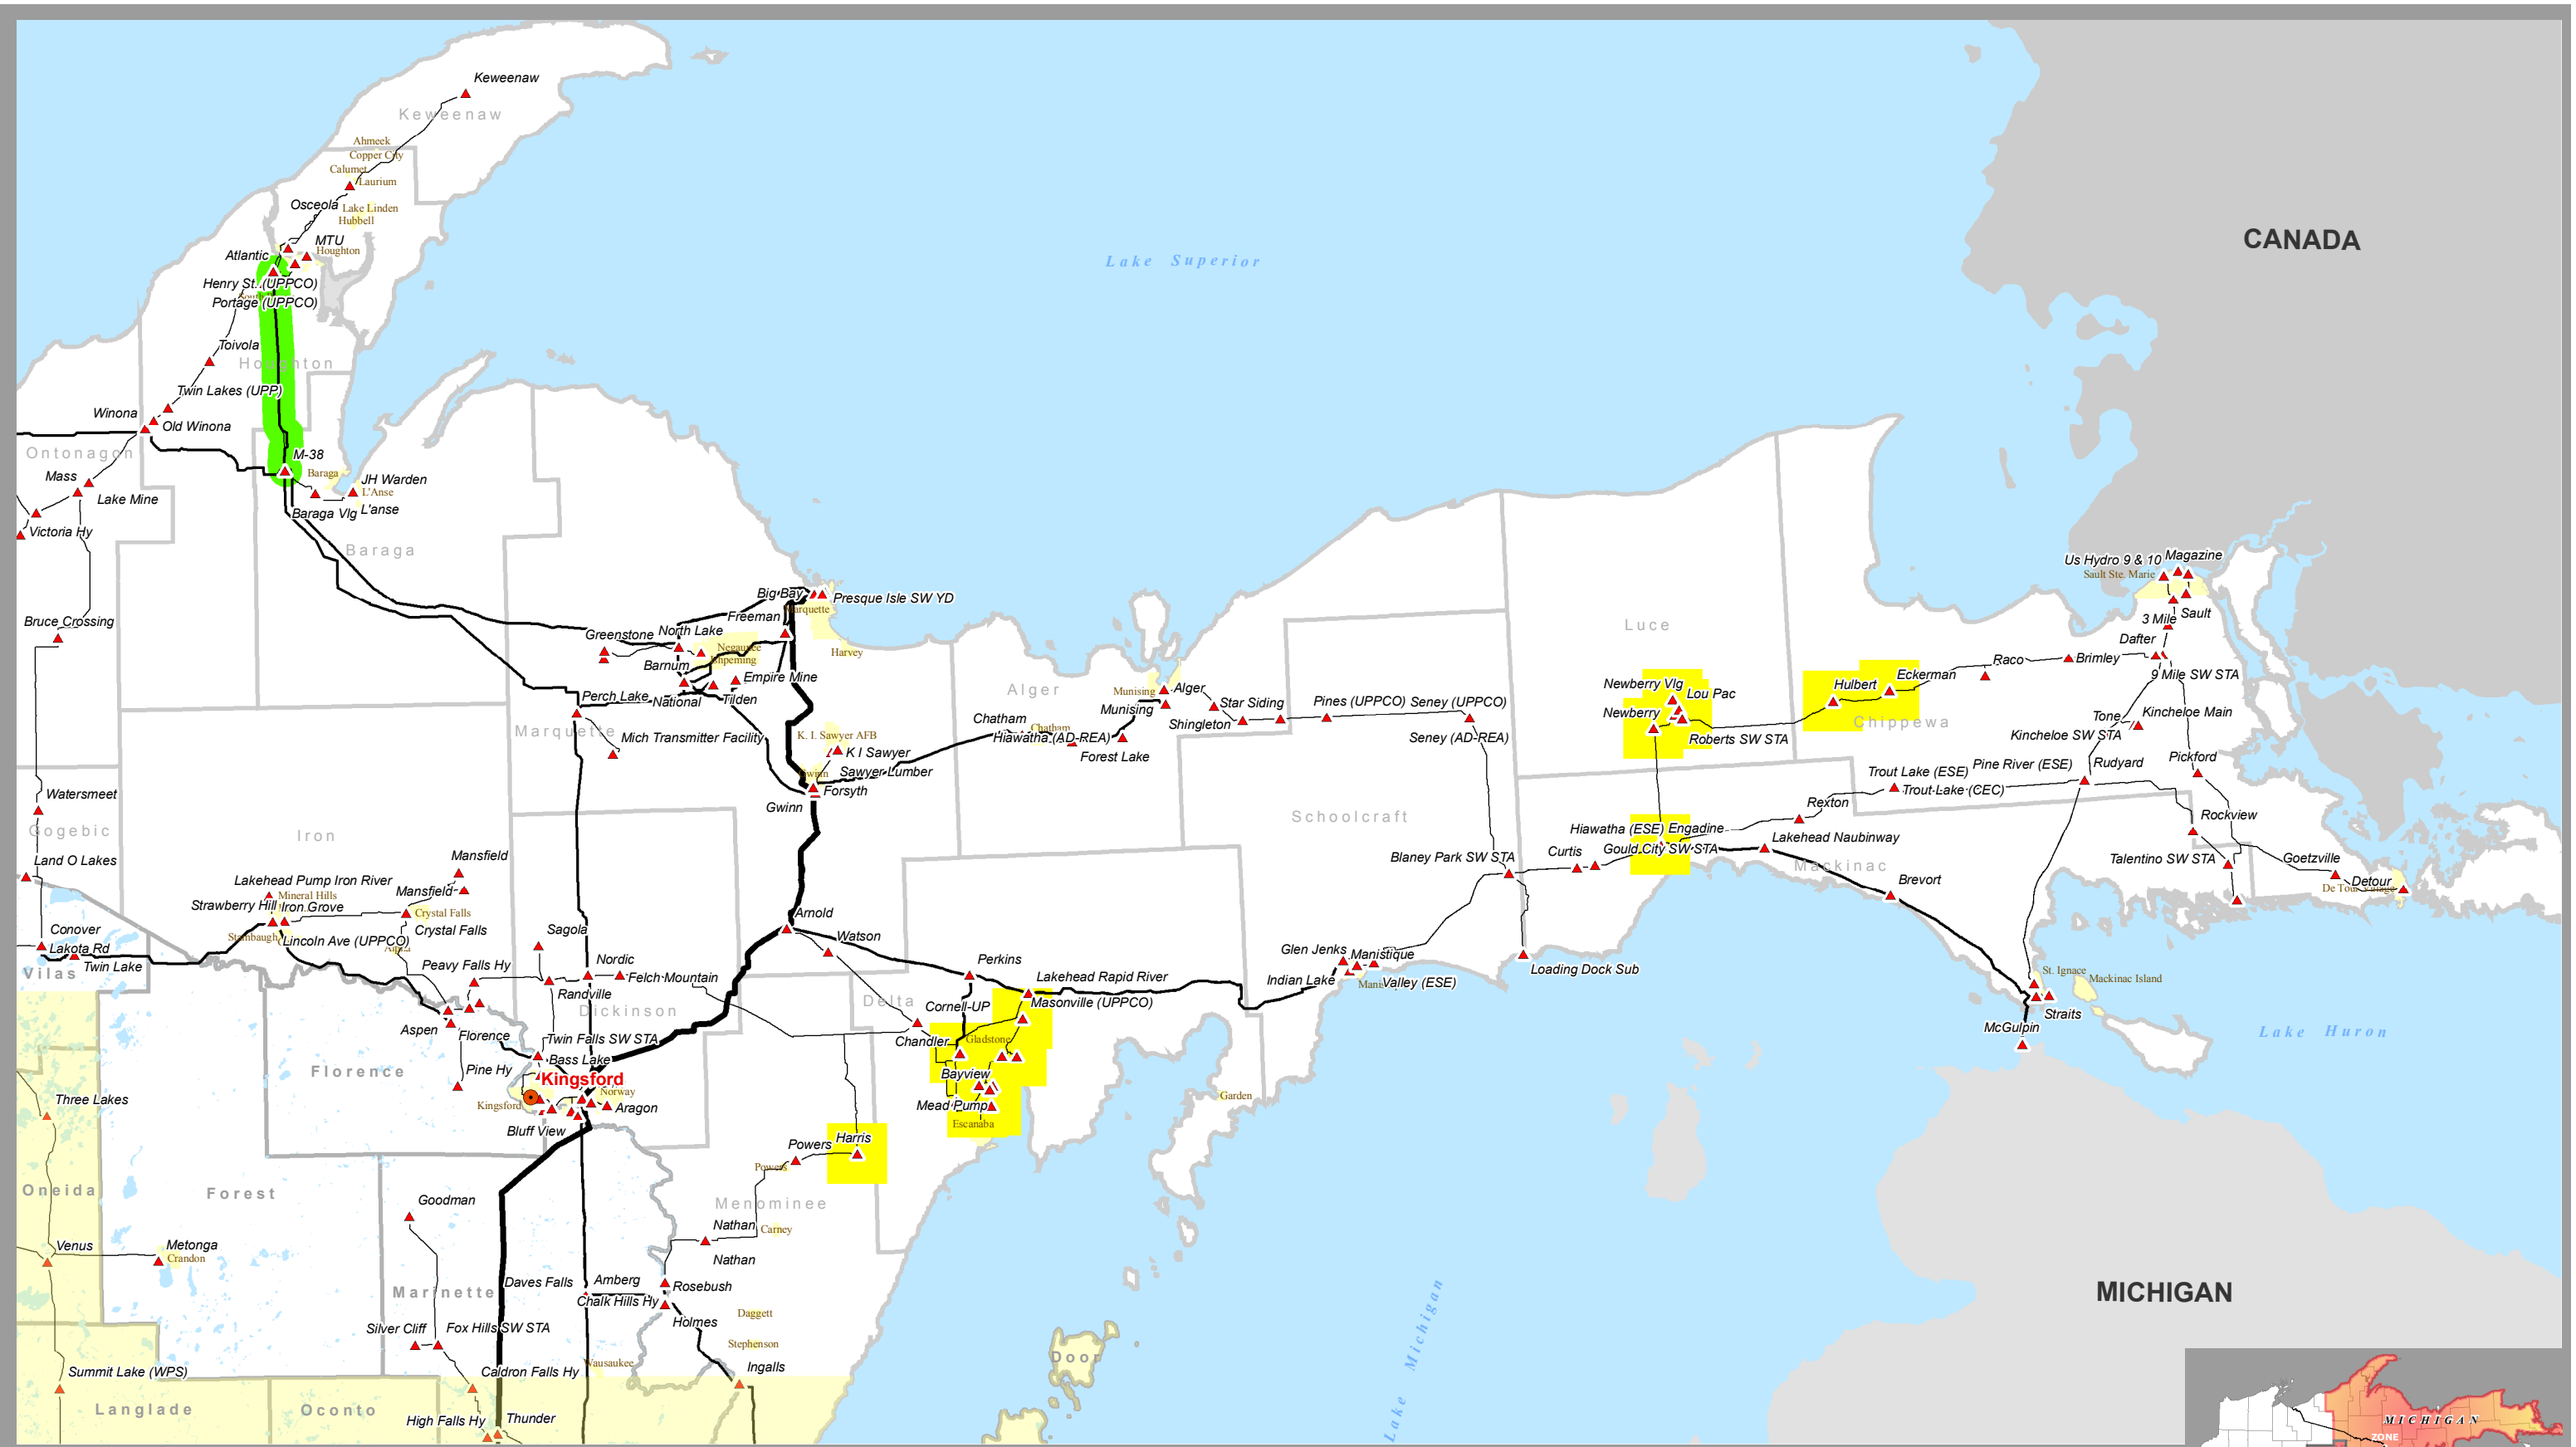 Keweenaw
Keweenaw
Ahmeek
Copper City
Calumet
Laurium
Osceola
Lake Linden
Hubbell
MTU
Houghton
Atlantic
Henry St. (UPPCO)
Portage (UPPCO)
Toivola
Houghton
Twin Lakes (UPP)
Winona
Old Winona
Ontonagon
M-38
Baraga
Mass
Lake Mine
JH Warden
L'Anse
L'anse
Baraga Vlg
Victoria Hy
Baraga
Bruce Crossing
Lake Superior
CANADA
Big Bay
Presque Isle SW YD
Marquette
Freeman
Greenstone
North Lake
Negaunee
Ishpeming
Harvey
Barnum
Empire Mine
Perch Lake
National
Tilden
Marquette
Mich Transmitter Facility
K. I. Sawyer AFB
K I Sawyer
Gwinn
Sawyer Lumber
Forsyth
Gwinn
Alger
Chatham
Chatham
Hiawatha (AD-REA)
Forest Lake
Munising
Alger
Munising
Star Siding
Shingleton
Pines (UPPCO)
Seney (UPPCO)
Seney (AD-REA)
Schoolcraft
Luce
Newberry Vlg
Lou Pac
Newberry
Roberts SW STA
Hulbert
Eckerman
Chippewa
Raco
Brimley
Us Hydro 9 & 10
Magazine
Sault Ste. Marie
Sault
3 Mile
Dafter
9 Mile SW STA
Tone
Kincheloe Main
Kincheloe SW STA
Pickford
Pine River (ESE)
Rudyard
Trout Lake (ESE)
Trout Lake (CEC)
Rexton
Rockview
Hiawatha (ESE)
Engadine
Lakehead Naubinway
Gould City SW STA
Curtis
Blaney Park SW STA
Mackinac
Brevort
Talentino SW STA
Goetzville
Detour
De Tour Village
Watersmeet
Gogebic
Iron
Land O Lakes
Mansfield
Mansfield
Lakehead Pump Iron River
Mineral Hills
Strawberry Hill
Iron Grove
Crystal Falls
Crystal Falls
Stambaugh
Lincoln Ave (UPPCO)
Conover
Lakota Rd
Twin Lake
Vilas
Sagola
Peavy Falls Hy
Nordic
Felch Mountain
Randville
Dickinson
Arnold
Watson
Perkins
Lakehead Rapid River
Masonville (UPPCO)
Delta
Cornell-UP
Chandler
Gladstone
Bayview
Mead Pump
Escanaba
Glen Jenks
Manistique
Indian Lake
Valley (ESE)
Loading Dock Sub
St. Ignace
Mackinac Island
Straits
McGulpin
Lake Huron
Aspen
Florence
Twin Falls SW STA
Bass Lake
Florence
Pine Hy
Kingsford
Kingsford
Norway
Aragon
Bluff View
Garden
Three Lakes
Oneida
Forest
Powers
Harris
Powers
Menominee
Goodman
Nathan
Carney
Nathan
Venus
Metonga
Crandon
Marinette
Daves Falls
Amberg
Rosebush
Chalk Hills Hy
Daggett
Holmes
Silver Cliff
Fox Hills SW STA
Stephenson
Wausaukee
Ingalls
Summit Lake (WPS)
Caldron Falls Hy
Langlade
Oconto
High Falls Hy
Thunder
Door
Lake Michigan
MICHIGAN
MICHIGAN
ZONE